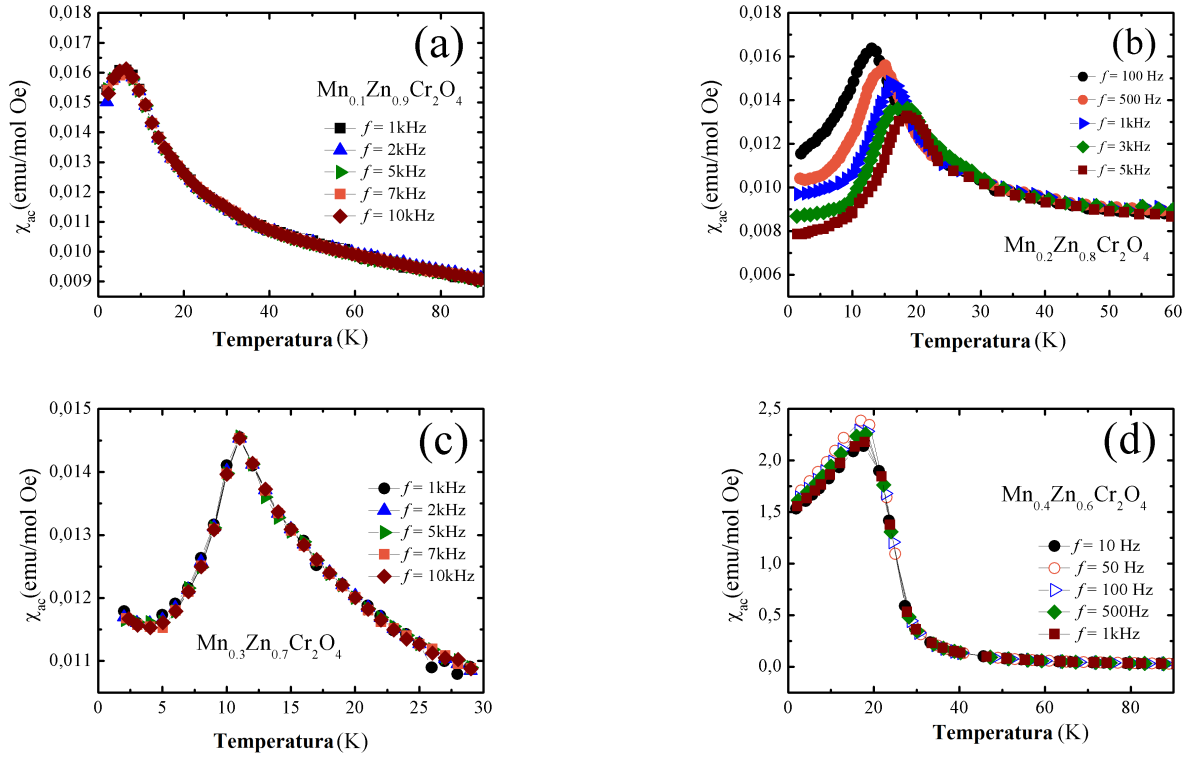 (a)
Mn0.1Zn0.9Cr2O4
f = 1kHz
f = 2kHz
f = 5kHz
f = 7kHz
f = 10kHz
χac(emu/mol Oe)
0,018
0,016
0,015
0,013
0,012
0,010
0,009
0 20 40 60 80
Temperatura (K)
(b)
f = 100 Hz
f = 500 Hz
f = 1kHz
f = 3kHz
f = 5kHz
Mn0.2Zn0.8Cr2O4
χac(emu/mol Oe)
0,018
0,016
0,014
0,012
0,010
0,008
0,006
0 10 20 30 40 50 60
Temperatura (K)
(c)
f = 1kHz
f = 2kHz
f = 5kHz
f = 7kHz
f = 10kHz
Mn0.3Zn0.7Cr2O4
χac(emu/mol Oe)
0,015
0,014
0,013
0,012
0,011
0 5 10 15 20 25 30
Temperatura (K)
(d)
Mn0.4Zn0.6Cr2O4
f = 10 Hz
f = 50 Hz
f = 100 Hz
f = 500Hz
f = 1kHz
χac(emu/mol Oe)
2,5
2,0
1,5
1,0
0,5
0,0
0 20 40 60 80
Temperatura (K)